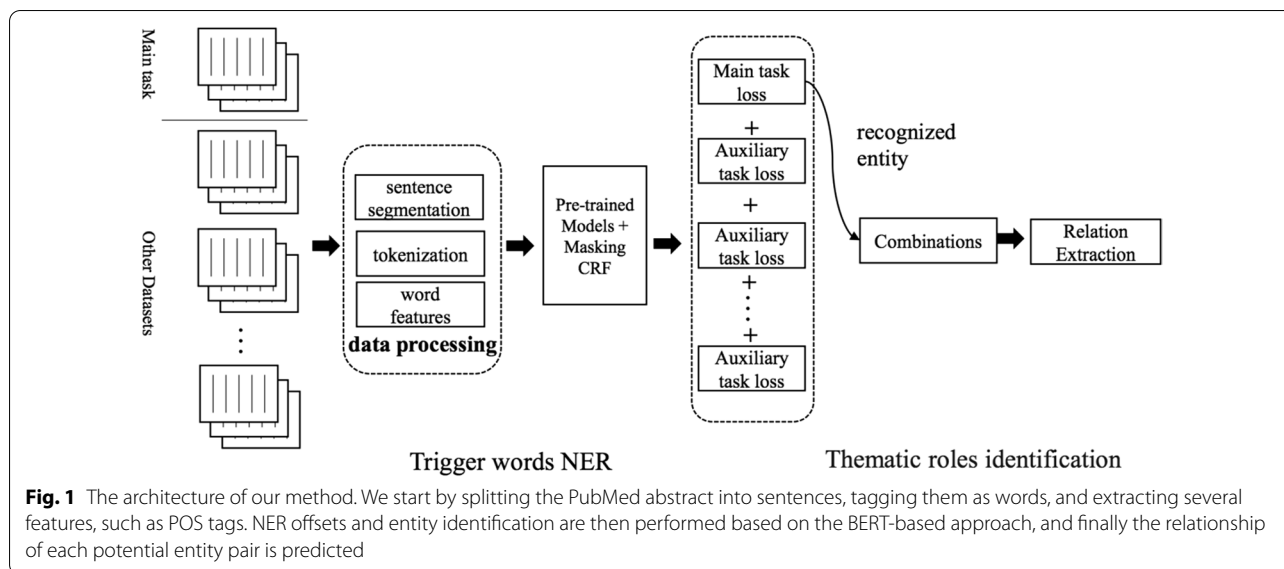 Main task
Other Datasets
sentence
segmentation
tokenization
word
features
data processing
Pre-trained
Models +
Masking
CRF
Main task
loss
+
Auxiliary
task loss
+
Auxiliary
task loss
+
+
Auxiliary
task loss
recognized
entity
Combinations
Relation
Extraction
Trigger words NER
Thematic roles identification
Fig. 1 The architecture of our method. We start by splitting the PubMed abstract into sentences, tagging them as words, and extracting several
features, such as POS tags. NER offsets and entity identification are then performed based on the BERT-based approach, and finally the relationship
of each potential entity pair is predicted